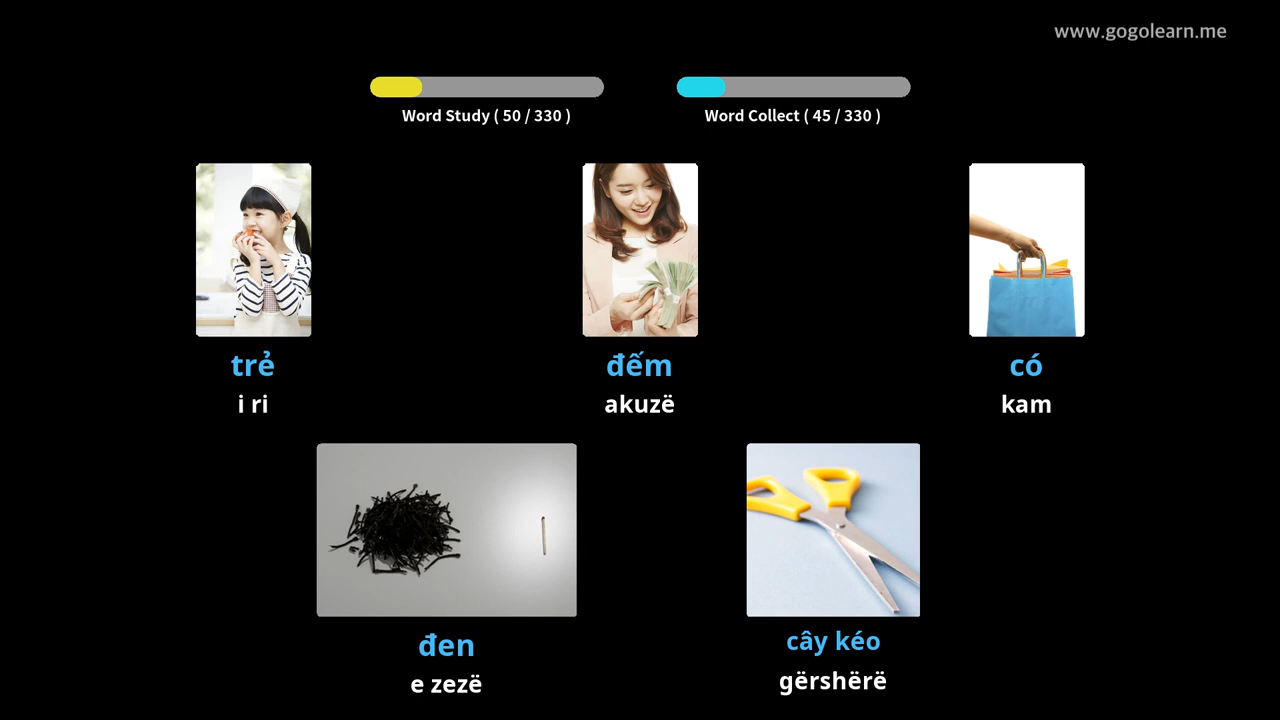 www.gogolearn.me
Word Study ( 50 / 330 )
Word Collect ( 45 / 330 )
trẻ
i ri
đếm
akuzë
có
kam
đen
e zezë
cây kéo
gërshërë